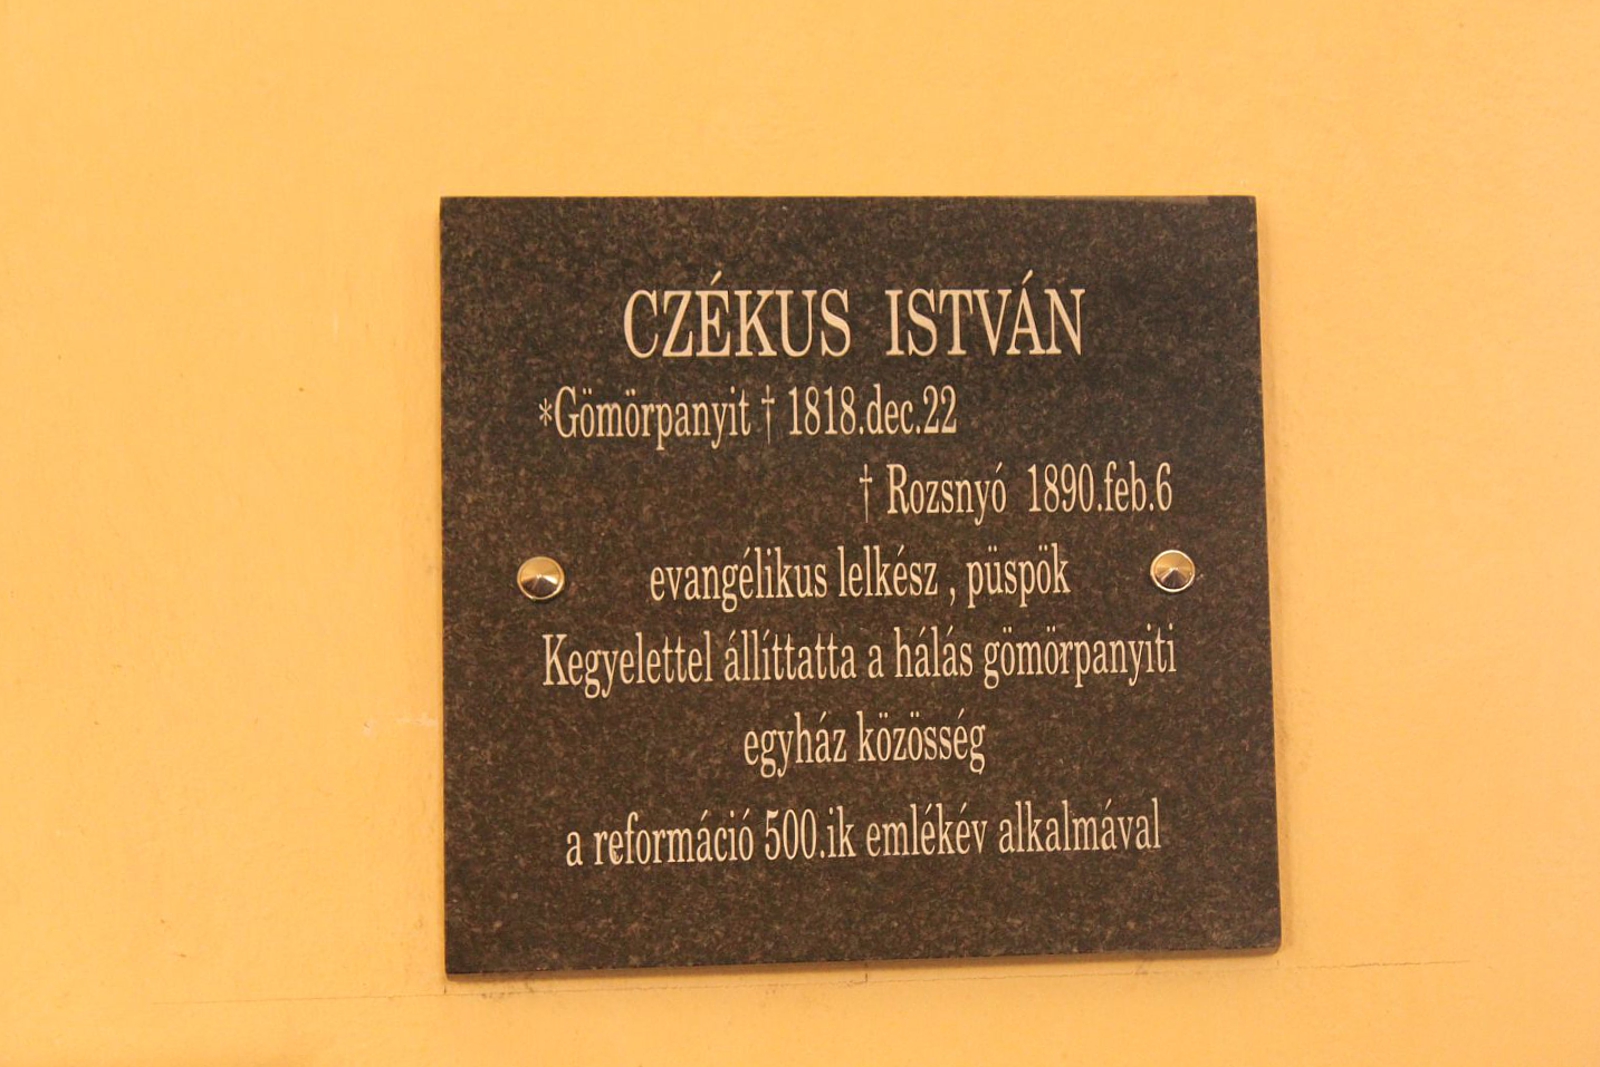 CZÉKUS ISTVÁN
*Gömörpanyit † 1818.dec.22
† Rozsnyó 1890.feb.6
evangélikus lelkész , püspök
Kegyelettel állíttatta a hálás gömörpanyiti
egyház közösség
a reformáció 500.ik emlékév alkalmával